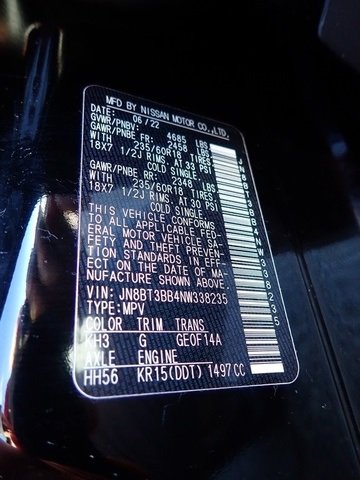 MFD BY NISSAN MOTOR CO.,LTD.
DATE: 06/22
GVWR/PNBV: 4685 LBS
GAWR/PNBE FR: 2458 LBS
WITH 235/60R18 TIRES
18X7 1/2J RIMS, AT 33 PSI
COLD SINGLE.
GAWR/PNBE RR: 2348 LBS
WITH 235/60R18 TIRES
18X7 1/2J RIMS, AT 30 PSI
COLD SINGLE.
THIS VEHICLE CONFORMS
TO ALL APPLICABLE FED-
ERAL MOTOR VEHICLE SA-
FETY AND THEFT PREVEN-
TION STANDARDS IN EFF-
ECT ON THE DATE OF MA-
NUFACTURE SHOWN ABOVE.
VIN: JN8BT3BB4NW338235
TYPE:MPV
COLOR TRIM TRANS
KH3 G GE0F14A
AXLE ENGINE
HH56 KR15(DDT) 1497CC
JN8BT3BB4NW338235